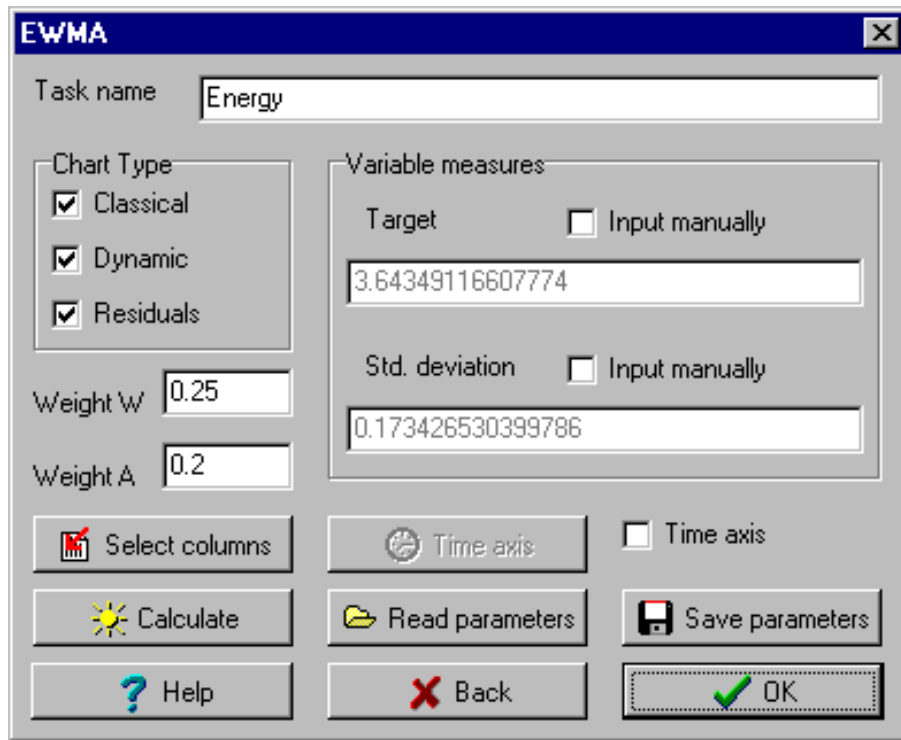 EWMA
Task name Energy
Chart Type
Classical
Dynamic
Residuals
Weight W 0.25
Weight A 0.2
Variable measures
Target Input manually
3.64349116607774
Std. deviation Input manually
0.173426530399786
Select columns Time axis Time axis
Calculate Read parameters Save parameters
? Help Back OK